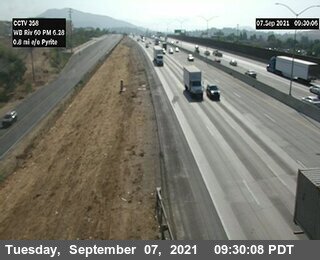 CCTV 358
WB Riv 60 PM 6.28
0.8 mi e/o Pyrite
07.Sep 2021
09:30:06
Tuesday, September 07, 2021 09:30:08 PDT